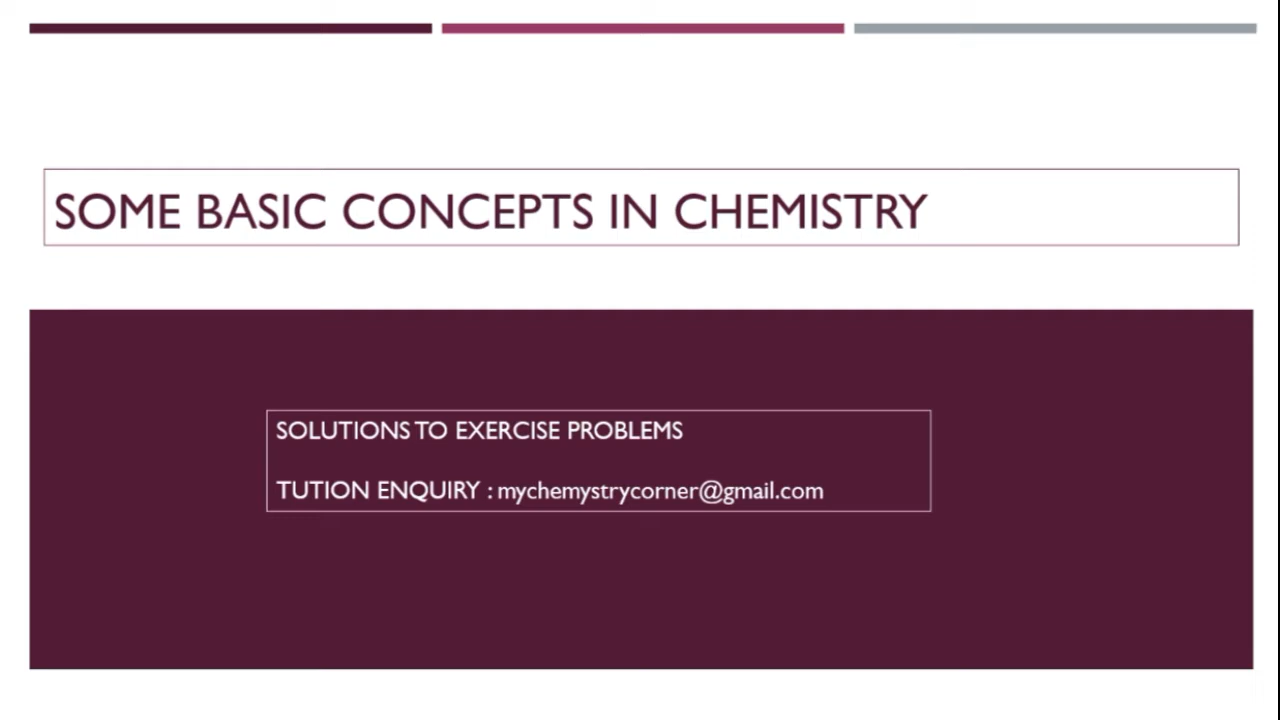 SOME BASIC CONCEPTS IN CHEMISTRY
SOLUTIONS TO EXERCISE PROBLEMS
TUTION ENQUIRY : mychemystrycorner@gmail.com